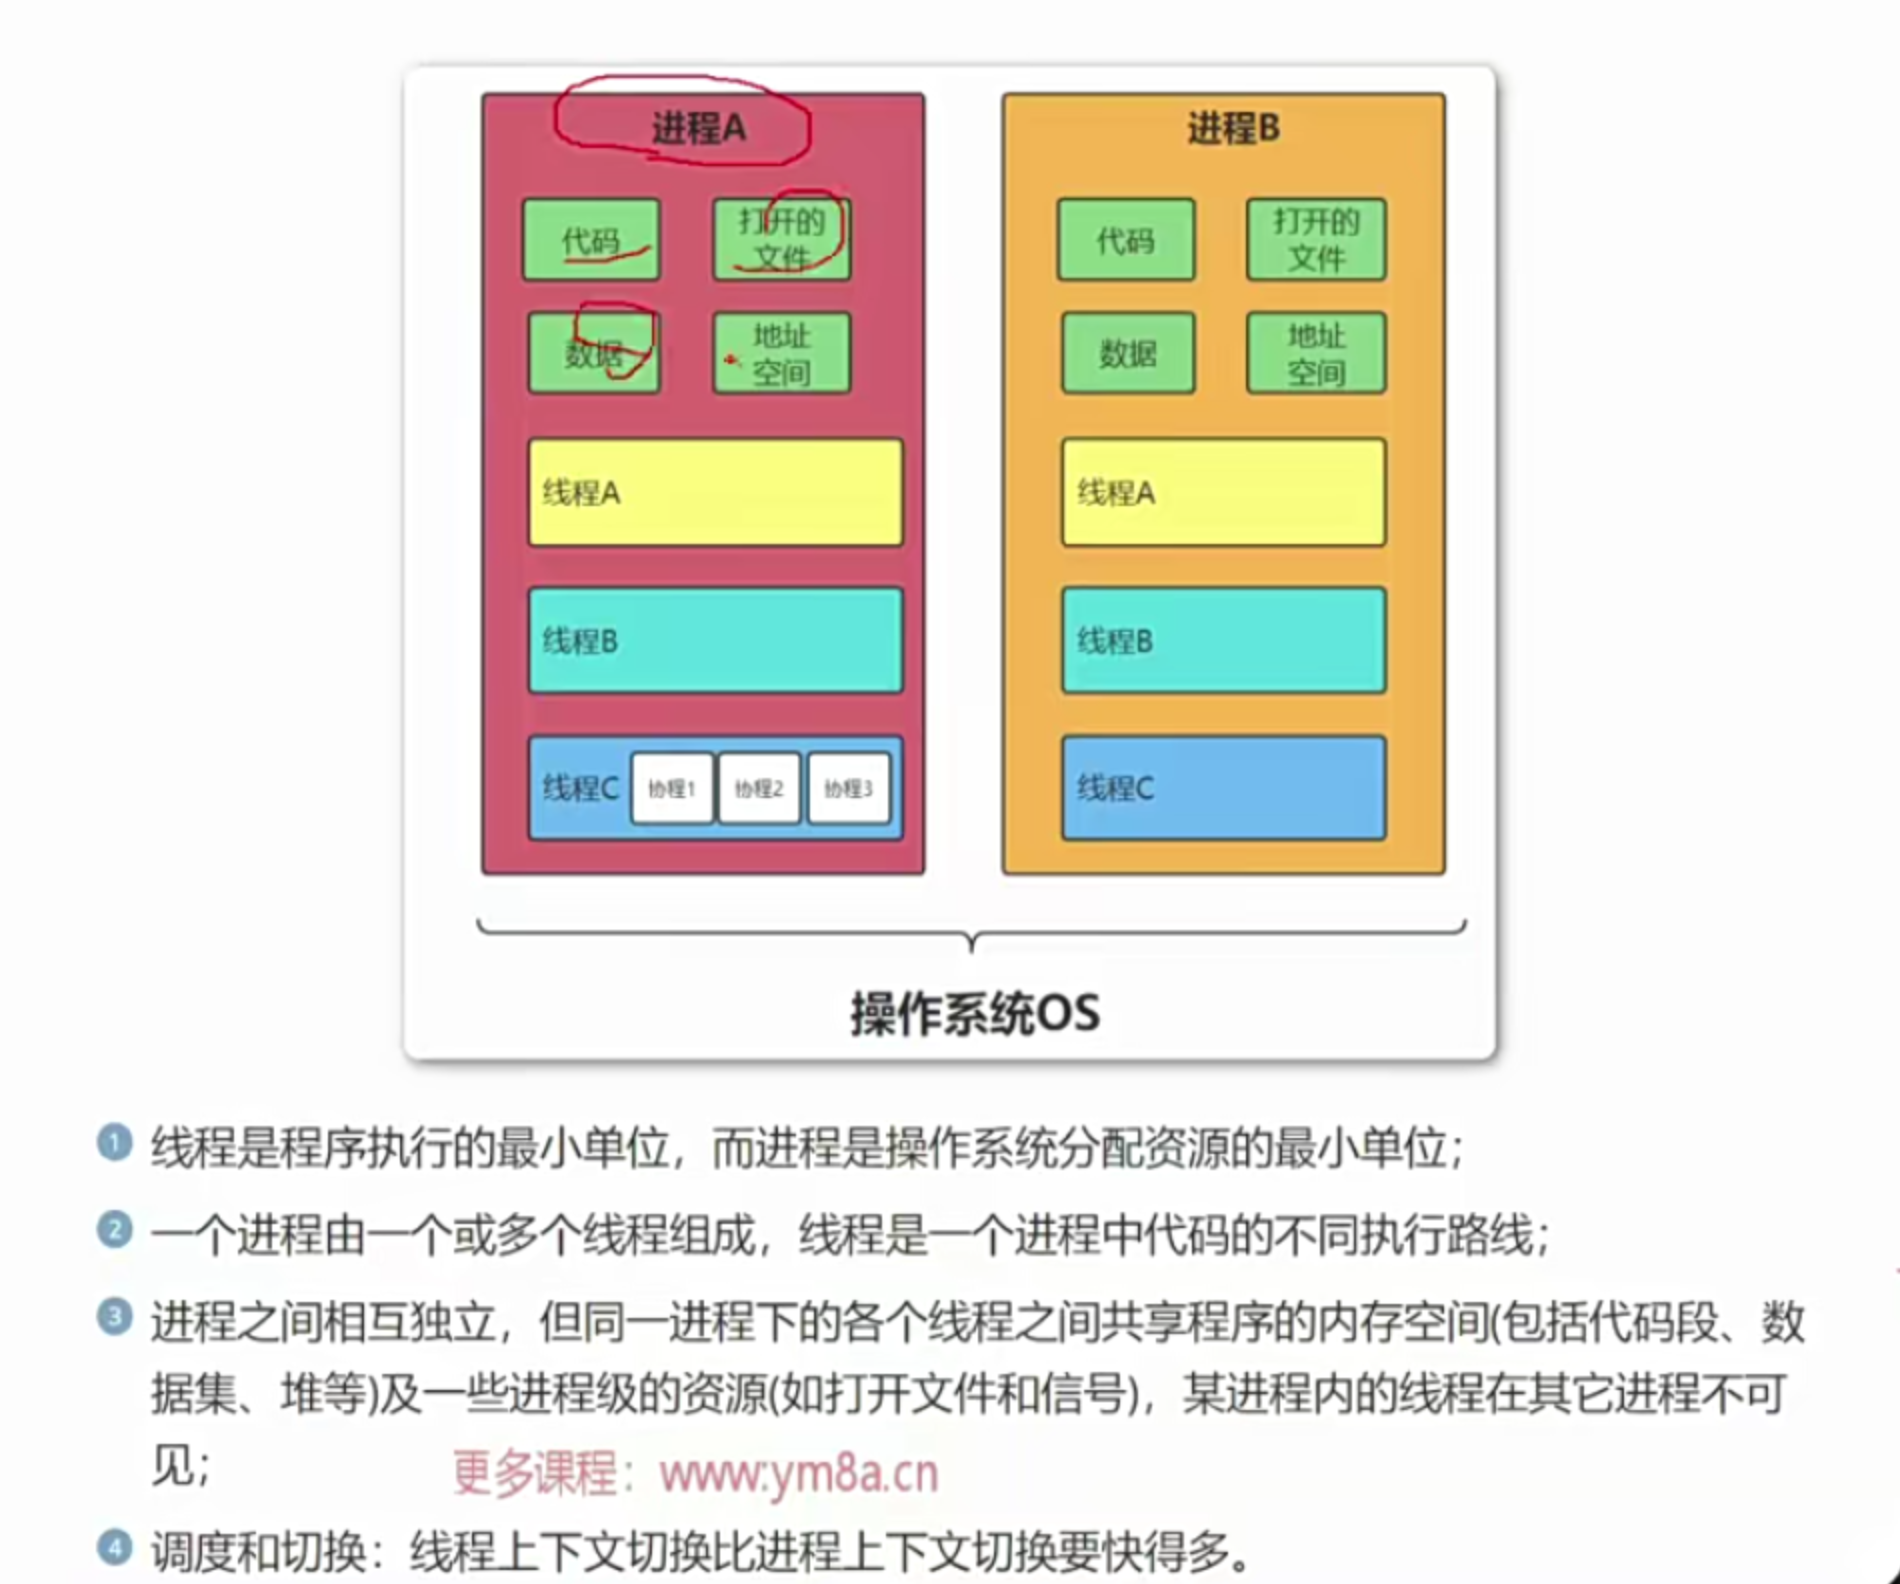 进程A
进程B
代码
打开的
文件
代码
打开的
文件
数据
地址
空间
数据
地址
空间
线程A
线程A
线程B
线程B
线程C
协程1
协程2
协程3
线程C
操作系统OS
1 线程是程序执行的最小单位，而进程是操作系统分配资源的最小单位；
2 一个进程由一个或多个线程组成，线程是一个进程中代码的不同执行路线；
3 进程之间相互独立，但同一进程下的各个线程之间共享程序的内存空间(包括代码段、数
据集、堆等)及一些进程级的资源(如打开文件和信号)，某进程内的线程在其它进程不可
见；
更多课程：www.ym8a.cn
4 调度和切换：线程上下文切换比进程上下文切换要快得多。